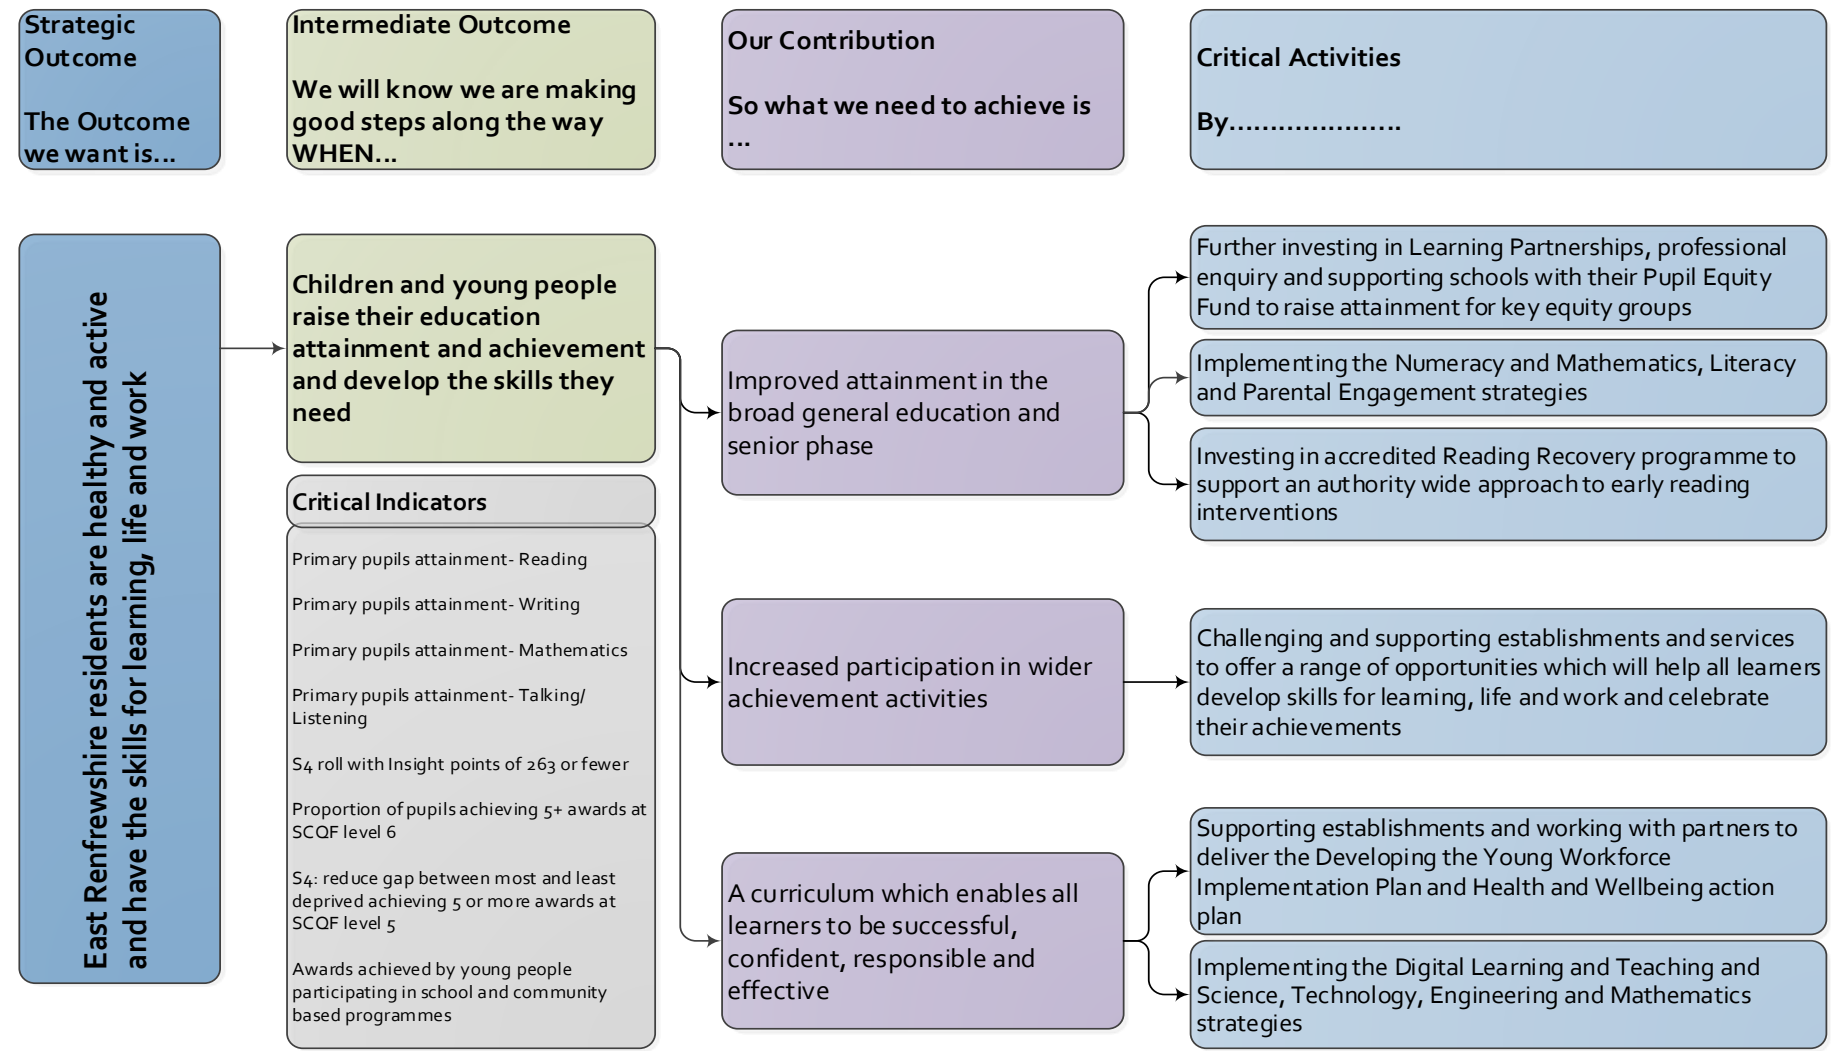 Strategic
Outcome
The Outcome
we want is...
Intermediate Outcome
We will know we are making
good steps along the way
WHEN...
Our Contribution
So what we need to achieve is
...
Critical Activities
By.....................
East Renfrewshire residents are healthy and active
and have the skills for learning, life and work
Children and young people
raise their education
attainment and achievement
and develop the skills they
need
Critical Indicators
Primary pupils attainment- Reading
Primary pupils attainment- Writing
Primary pupils attainment- Mathematics
Primary pupils attainment- Talking/
Listening
S4 roll with Insight points of 263 or fewer
Proportion of pupils achieving 5+ awards at
SCQF level 6
S4: reduce gap between most and least
deprived achieving 5 or more awards at
SCQF level 5
Awards achieved by young people
participating in school and community
based programmes
Improved attainment in the
broad general education and
senior phase
Increased participation in wider
achievement activities
A curriculum which enables all
learners to be successful,
confident, responsible and
effective
Further investing in Learning Partnerships, professional
enquiry and supporting schools with their Pupil Equity
Fund to raise attainment for key equity groups
Implementing the Numeracy and Mathematics, Literacy
and Parental Engagement strategies
Investing in accredited Reading Recovery programme to
support an authority wide approach to early reading
interventions
Challenging and supporting establishments and services
to offer a range of opportunities which will help all learners
develop skills for learning, life and work and celebrate
their achievements
Supporting establishments and working with partners to
deliver the Developing the Young Workforce
Implementation Plan and Health and Wellbeing action
plan
Implementing the Digital Learning and Teaching and
Science, Technology, Engineering and Mathematics
strategies